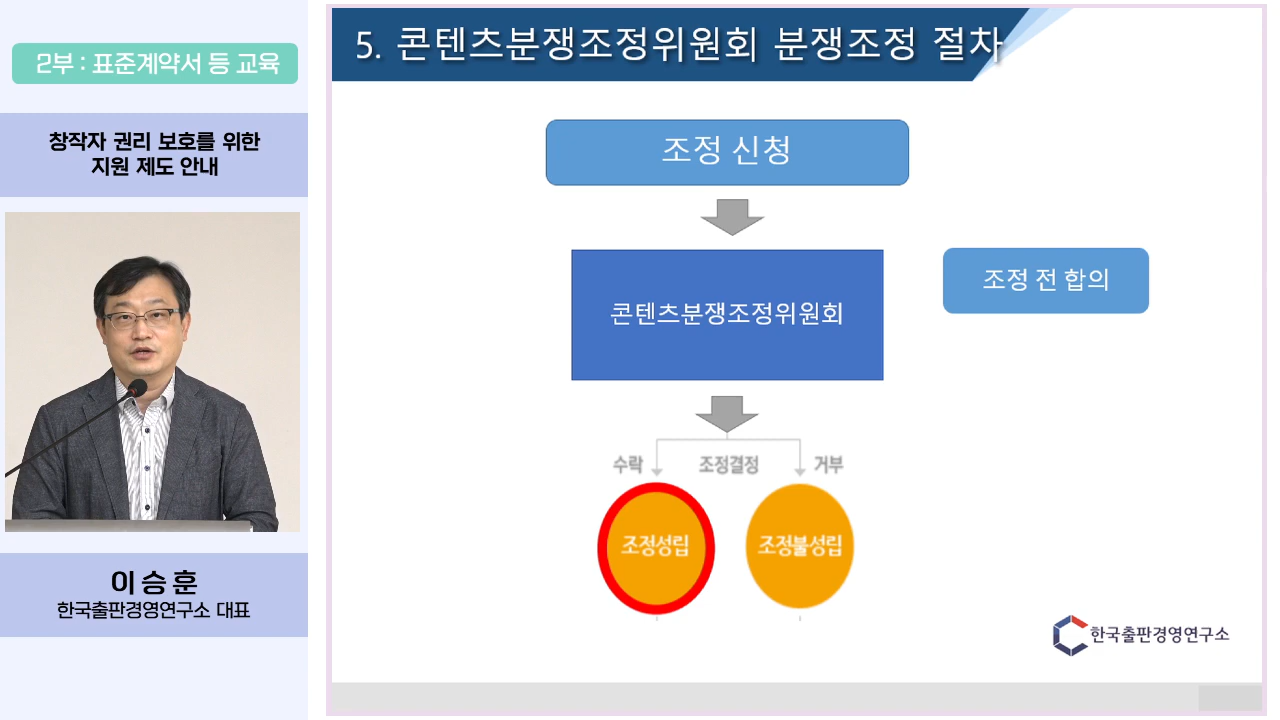 2부 : 표준계약서 등 교육
창작자 권리 보호를 위한
지원 제도 안내
이 승 훈
한국출판경영연구소 대표
5. 콘텐츠분쟁조정위원회 분쟁조정 절차
조정 신청
콘텐츠분쟁조정위원회
조정 전 합의
수락
조정결정
거부
조정성립
조정불성립
한국출판경영연구소